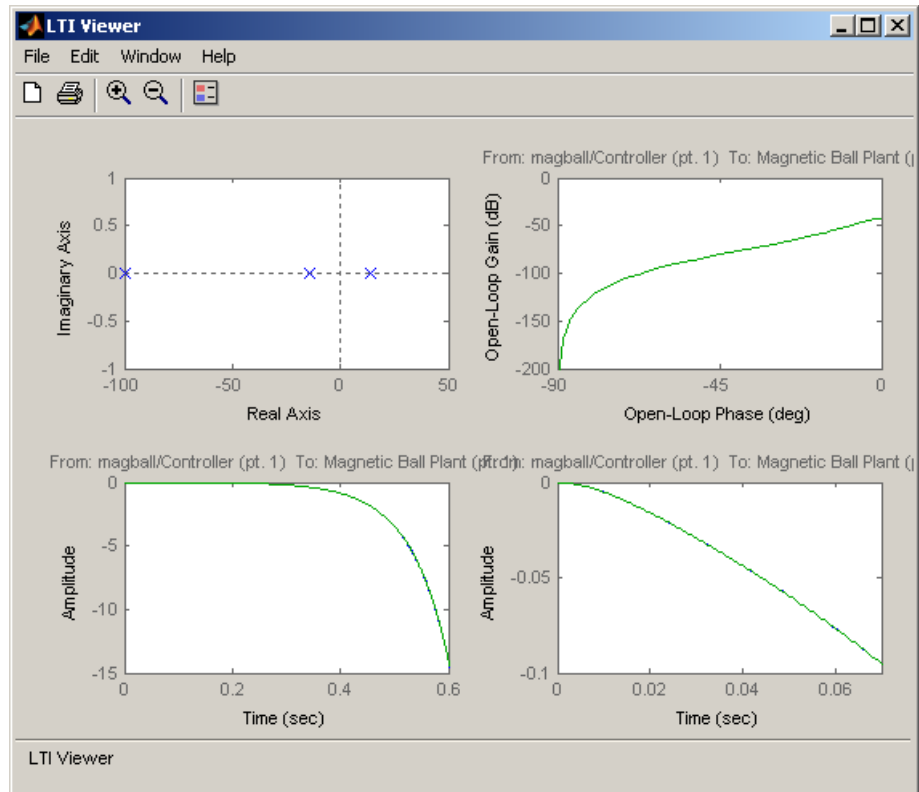 LTI Viewer
File Edit Window Help
From: magball/Controller (pt. 1) To: Magnetic Ball Plant (
1
0.5
0
-0.5
-1
Imaginary Axis
-100 -50 0 50
Real Axis
0
-50
-100
-150
-200
Open-Loop Gain (dB)
-90 -45 0
Open-Loop Phase (deg)
From: magball/Controller (pt. 1) To: Magnetic Ball Plant (
From: magball/Controller (pt. 1) To: Magnetic Ball Plant (
0
-5
-10
-15
Amplitude
0 0.2 0.4 0.6
Time (sec)
0
-0.05
-0.1
Amplitude
0 0.02 0.04 0.06
Time (sec)
LTI Viewer